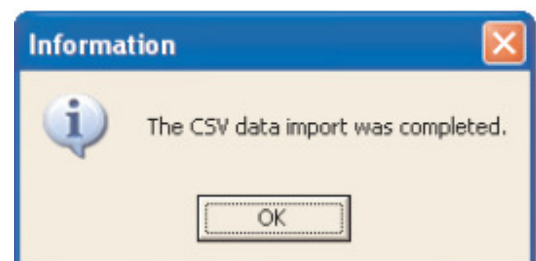 Information
The CSV data import was completed.
OK